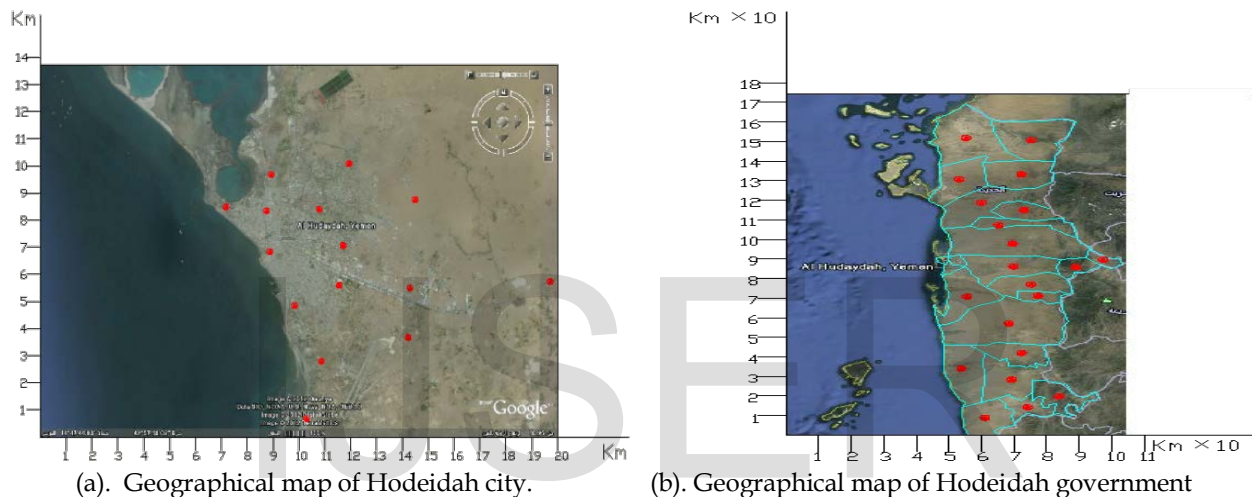 Km
14
13
12
11
10
9
8
7
6
5
4
3
2
1
1 2 3 4 5 6 7 8 9 10 11 12 13 14 15 16 17 18 19 20
Km
Al Hudaydah, Yemen
N
Google
(a). Geographical map of Hodeidah city.
Km × 10
18
17
16
15
14
13
12
11
10
9
8
7
6
5
4
3
2
1
1 2 3 4 5 6 7 8 9 10 11
Km × 10
Al Hudaydah, Yemen
(b). Geographical map of Hodeidah government
IJSER